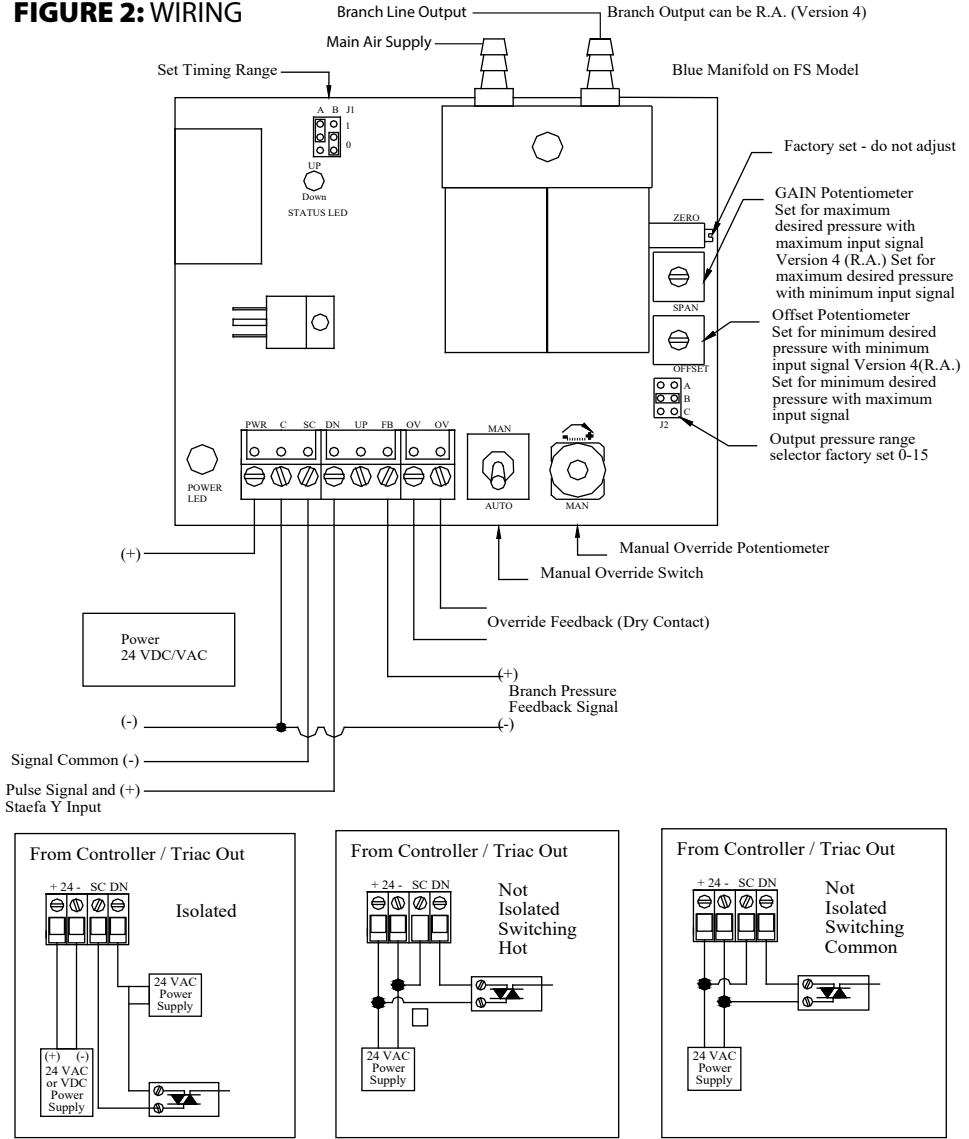 FIGURE 2: WIRING
Branch Line Output
Branch Output can be R.A. (Version 4)
Main Air Supply
Set Timing Range
Blue Manifold on FS Model
A B J1
1
0
UP
Down
STATUS LED
Factory set - do not adjust
ZERO
GAIN Potentiometer
Set for maximum
desired pressure with
maximum input signal
Version 4 (R.A.) Set for
maximum desired pressure
with minimum input signal
SPAN
Offset Potentiometer
Set for minimum desired
pressure with minimum
input signal Version 4(R.A.)
Set for minimum desired
pressure with maximum
input signal
OFFSET
A
B
C
J2
Output pressure range
selector factory set 0-15
PWR C SC DN UP FB OV OV
MAN
AUTO
- +
MAN
POWER
LED
(+)
Manual Override Potentiometer
Manual Override Switch
Override Feedback (Dry Contact)
Power
24 VDC/VAC
(+)
Branch Pressure
Feedback Signal
(-)
(-)
Signal Common (-)
Pulse Signal and (+)
Staefa Y Input
From Controller / Triac Out
+ 24 - SC DN
Isolated
24 VAC
Power
Supply
(+) (-)
24 VAC
or VDC
Power
Supply
From Controller / Triac Out
+ 24 - SC DN
Not
Isolated
Switching
Hot
24 VAC
Power
Supply
From Controller / Triac Out
+ 24 - SC DN
Not
Isolated
Switching
Common
24 VAC
Power
Supply